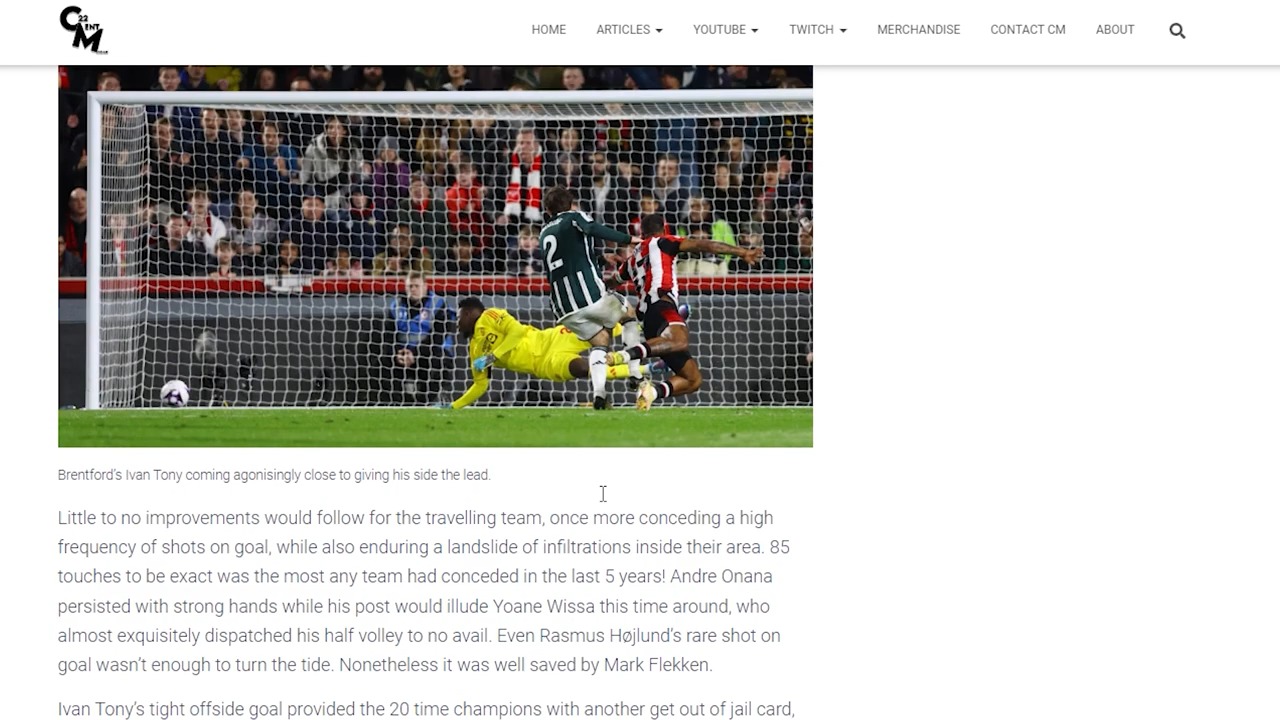 C 22 ENT M
HOME ARTICLES YOUTUBE TWITCH MERCHANDISE CONTACT CM ABOUT
2
Brentford's Ivan Tony coming agonisingly close to giving his side the lead.
Little to no improvements would follow for the travelling team, once more conceding a high
frequency of shots on goal, while also enduring a landslide of infiltrations inside their area. 85
touches to be exact was the most any team had conceded in the last 5 years! Andre Onana
persisted with strong hands while his post would illude Yoane Wissa this time around, who
almost exquisitely dispatched his half volley to no avail. Even Rasmus Højlund's rare shot on
goal wasn't enough to turn the tide. Nonetheless it was well saved by Mark Flekken.
Ivan Tony's tight offside goal provided the 20 time champions with another get out of jail card,